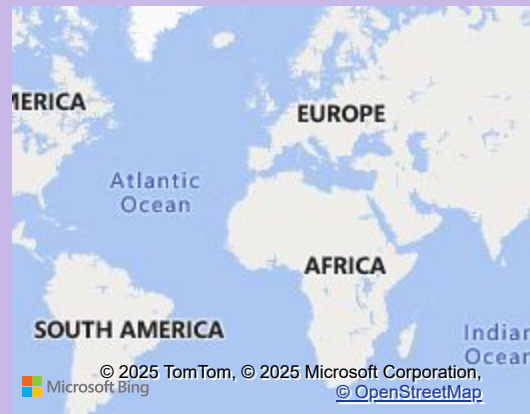 MERICA
EUROPE
Atlantic
Ocean
AFRICA
SOUTH AMERICA
Indian
Ocean
© 2025 TomTom, © 2025 Microsoft Corporation,
Microsoft Bing
© OpenStreetMap